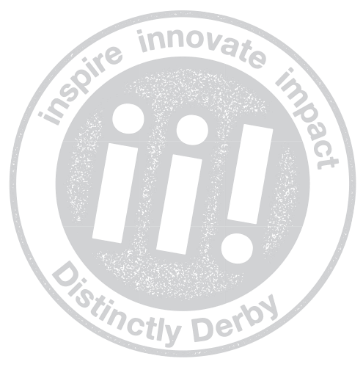 inspire innovate impact
ii!
Distinctly Derby